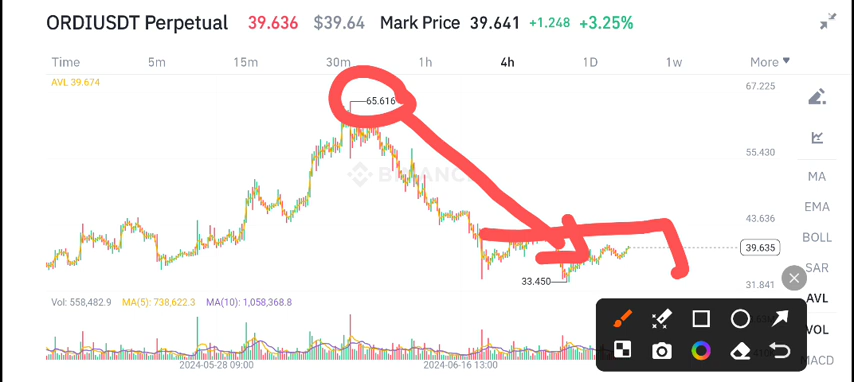 ORDIUSDT Perpetual 39.636 $39.64 Mark Price 39.641 +1.248 +3.25%
Time 5m 15m 30m 1h 4h 1D 1w More
AVL 39.674
67.225
65.616
55.430
BINANC
MA
EMA
43.636
BOLL
39.635
SAR
33.450
31.841
AVL
Vol: 558,482.9 MA(5): 738,622.3 MA(10): 1,058,368.8
VOL
MACD
2024-05-28 09:00 2024-06-16 13:00